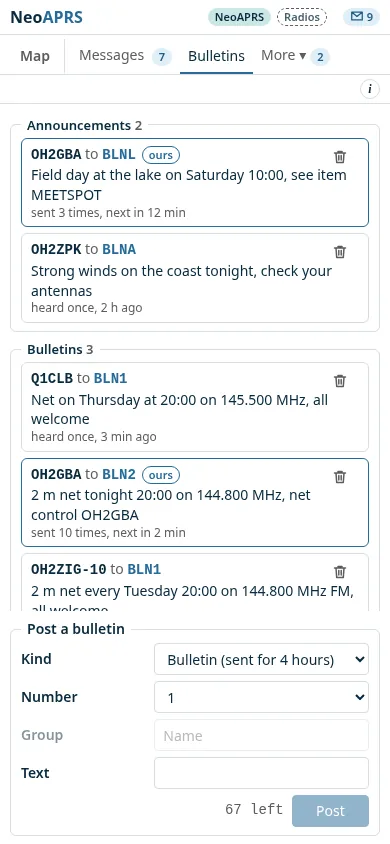 NeoAPRS NeoAPRS Radios 9
Map Messages 7 Bulletins More ▾ 2
i
Announcements 2
OH2GBA to BLNL ours
Field day at the lake on Saturday 10:00, see item
MEETSPOT
sent 3 times, next in 12 min
OH2ZPK to BLNA
Strong winds on the coast tonight, check your
antennas
heard once, 2 h ago
Bulletins 3
Q1CLB to BLN1
Net on Thursday at 20:00 on 145.500 MHz, all
welcome
heard once, 3 min ago
OH2GBA to BLN2 ours
2 m net tonight 20:00 on 144.800 MHz, net
control OH2GBA
sent 10 times, next in 2 min
OH2ZIG-10 to BLN1
2 m net every Tuesday 20:00 on 144.800 MHz FM,
all welcome
Post a bulletin
Kind Bulletin (sent for 4 hours)
Number 1
Group Name
Text
67 left Post